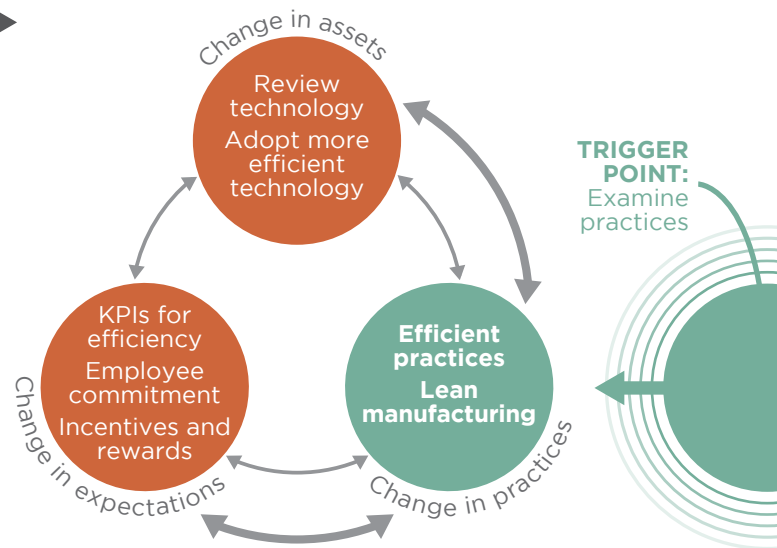 Change in assets
Review
technology
Adopt more
efficient
technology
TRIGGER
POINT:
Examine
practices
KPIs for
efficiency
Employee
commitment
Incentives and
rewards
Change in expectations
Efficient
practices
Lean
manufacturing
Change in practices